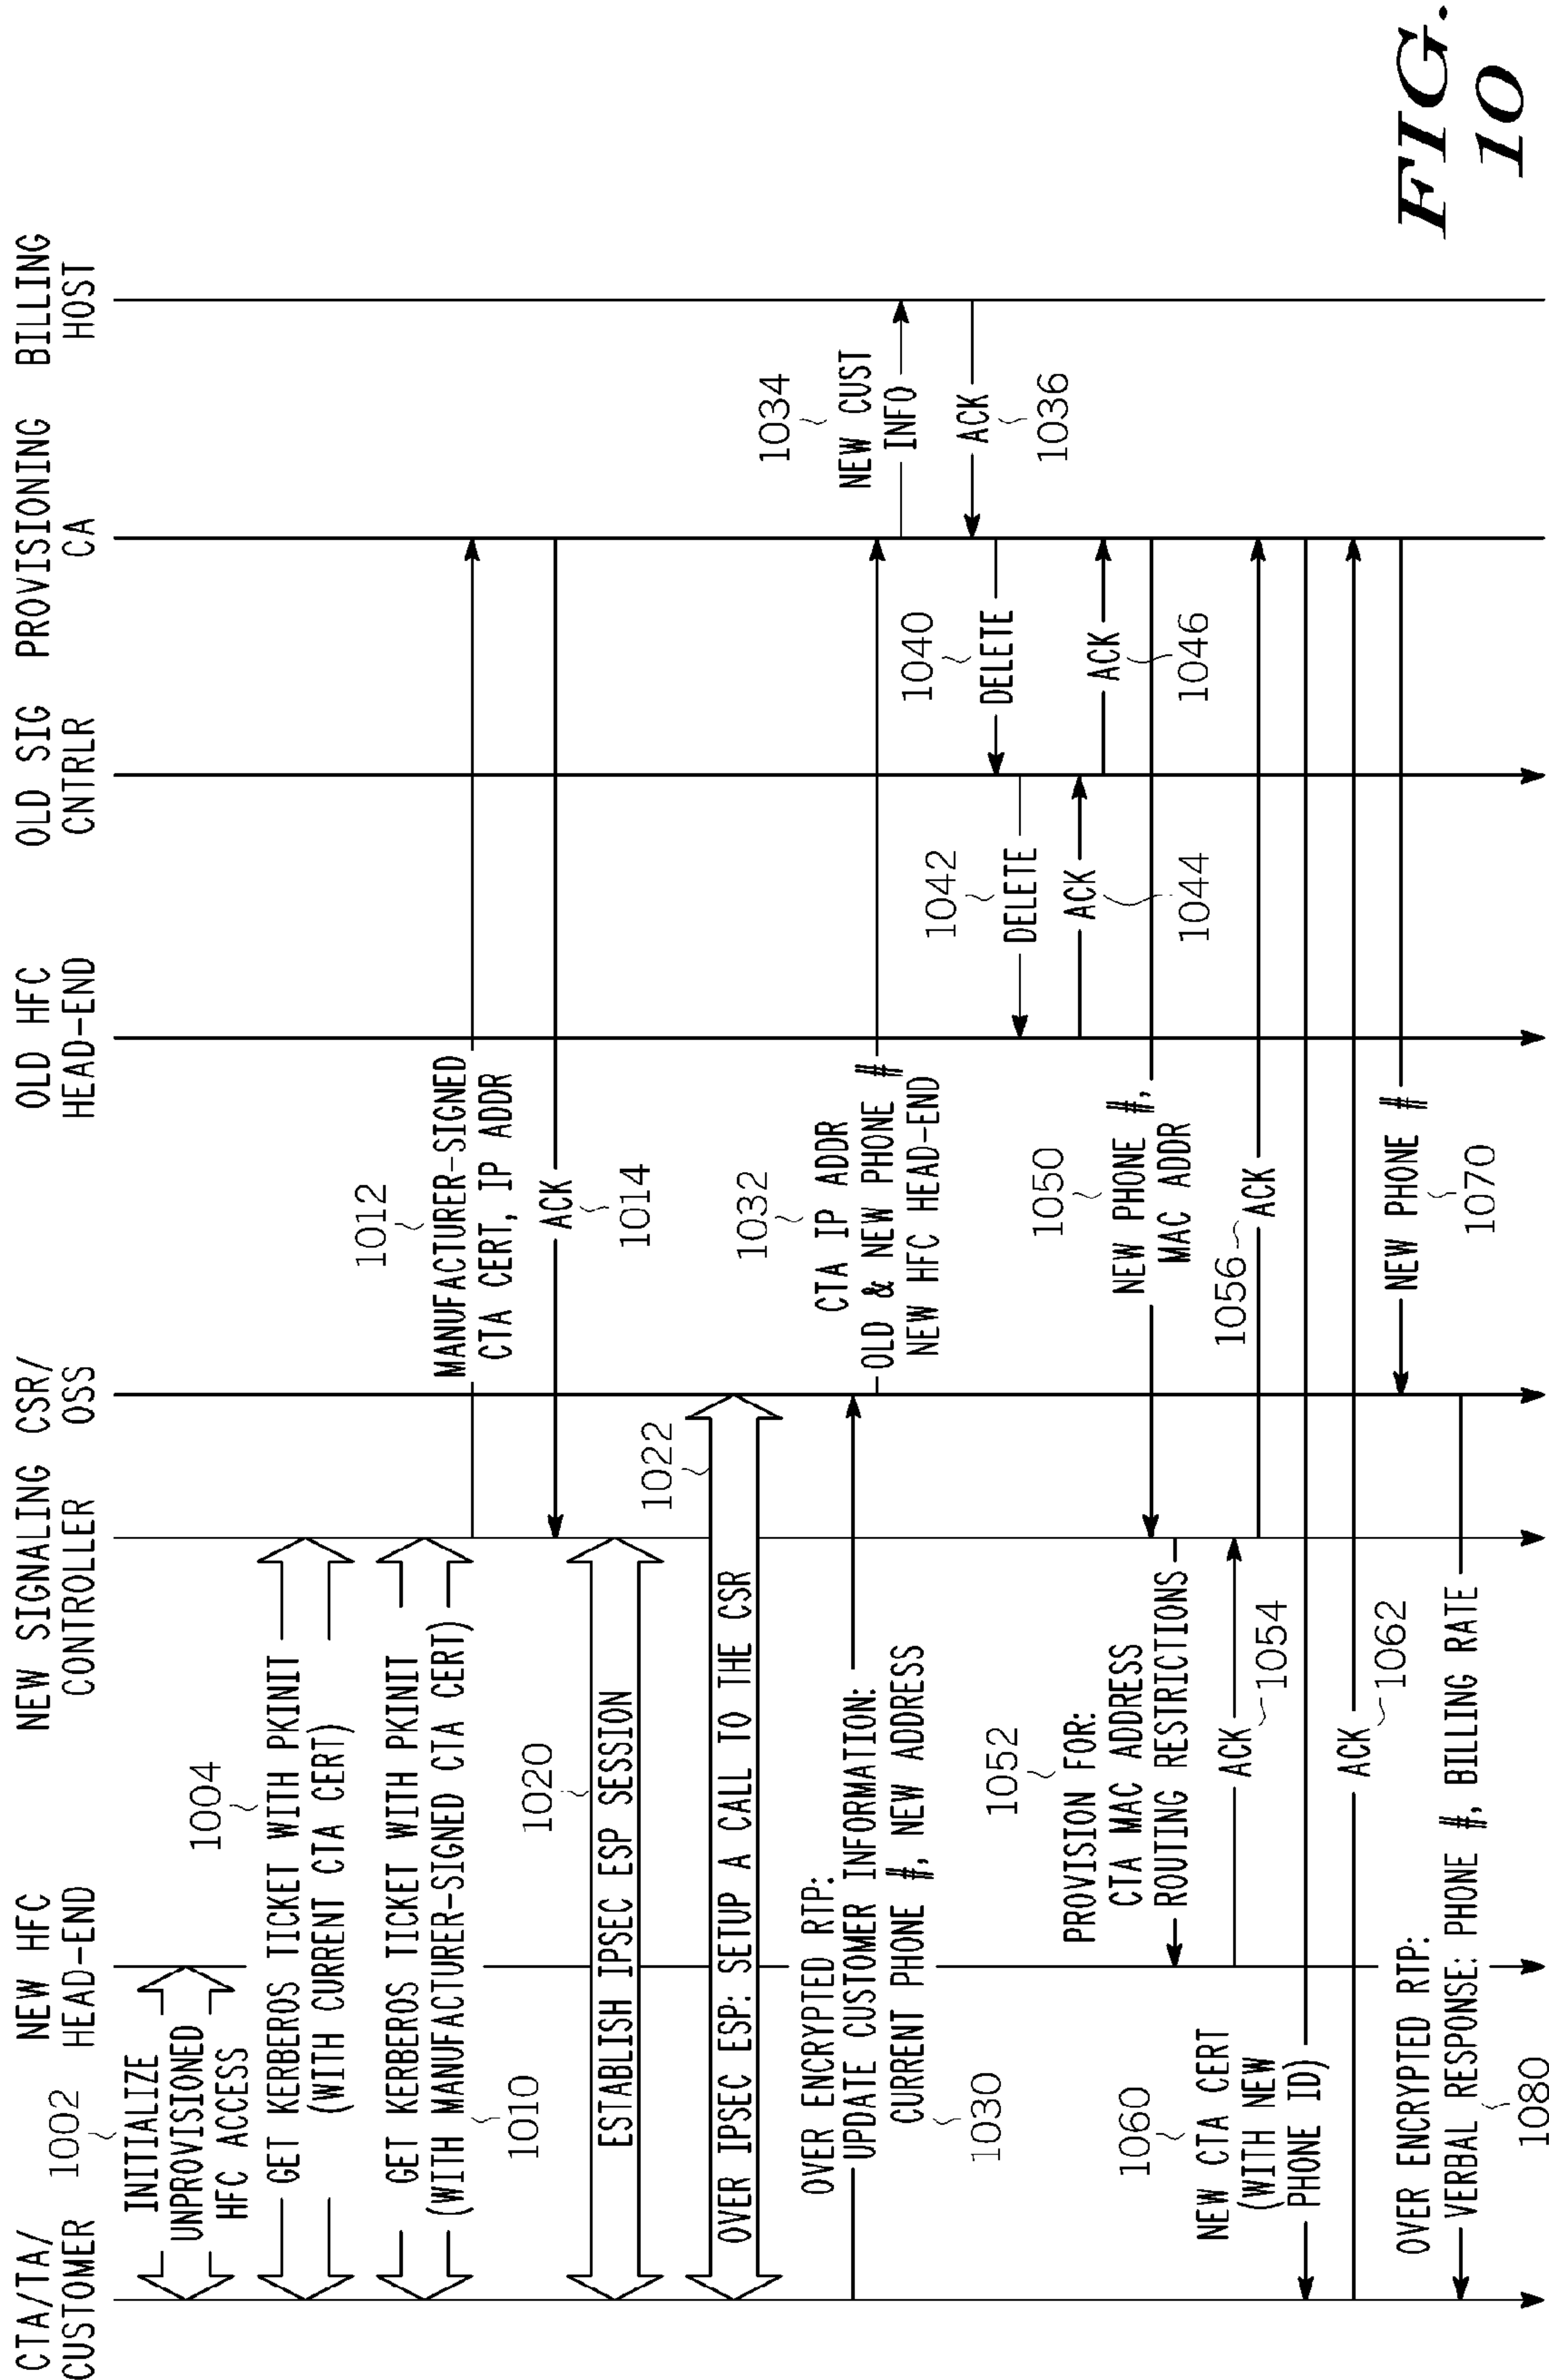 CTA/TA/
CUSTOMER
NEW HFC
HEAD-END
NEW SIGNALING
CONTROLLER
CSR/
OSS
OLD HFC
HEAD-END
OLD SIG
CNTRLR
PROVISIONING
CA
BILLING
HOST
1002
INITIALIZE
UNPROVISIONED
HFC ACCESS
1004
GET KERBEROS TICKET WITH PKINIT
(WITH CURRENT CTA CERT)
GET KERBEROS TICKET WITH PKINIT
(WITH MANUFACTURER-SIGNED CTA CERT)
1010
1012
MANUFACTURER-SIGNED
CTA CERT, IP ADDR
ACK
1014
1020
ESTABLISH IPSEC ESP SESSION
1022
OVER IPSEC ESP: SETUP A CALL TO THE CSR
OVER ENCRYPTED RTP:
UPDATE CUSTOMER INFORMATION:
CURRENT PHONE #, NEW ADDRESS
1030
1032
CTA IP ADDR
OLD & NEW PHONE #
NEW HFC HEAD-END
1034
NEW CUST
INFO
ACK
1036
1040
DELETE
1042
DELETE
ACK
1044
ACK
1046
1050
NEW PHONE #,
MAC ADDR
1052
PROVISION FOR:
CTA MAC ADDRESS
ROUTING RESTRICTIONS
ACK
1054
1056
ACK
1060
NEW CTA CERT
(WITH NEW
PHONE ID)
ACK
1062
NEW PHONE #
1070
OVER ENCRYPTED RTP:
VERBAL RESPONSE: PHONE #, BILLING RATE
1080
FIG.
10